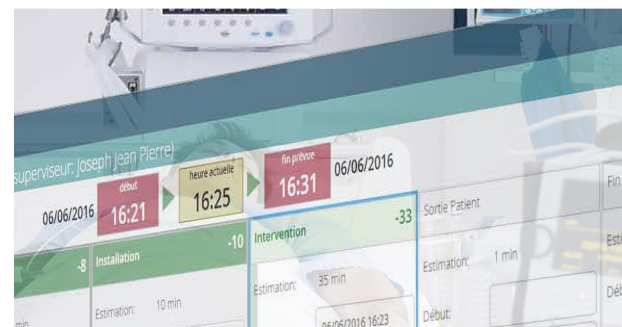 superviseur: Joseph Jean Pierre)
début
heure actuelle
fin prévue
06/06/2016 16:21 16:25 16:31 06/06/2016
-8 Installation -10 Intervention -33 Sortie Patient Fin
min Estimation: 10 min Estimation: 35 min Estimation: 1 min
06/06/2016 16:23 Début: